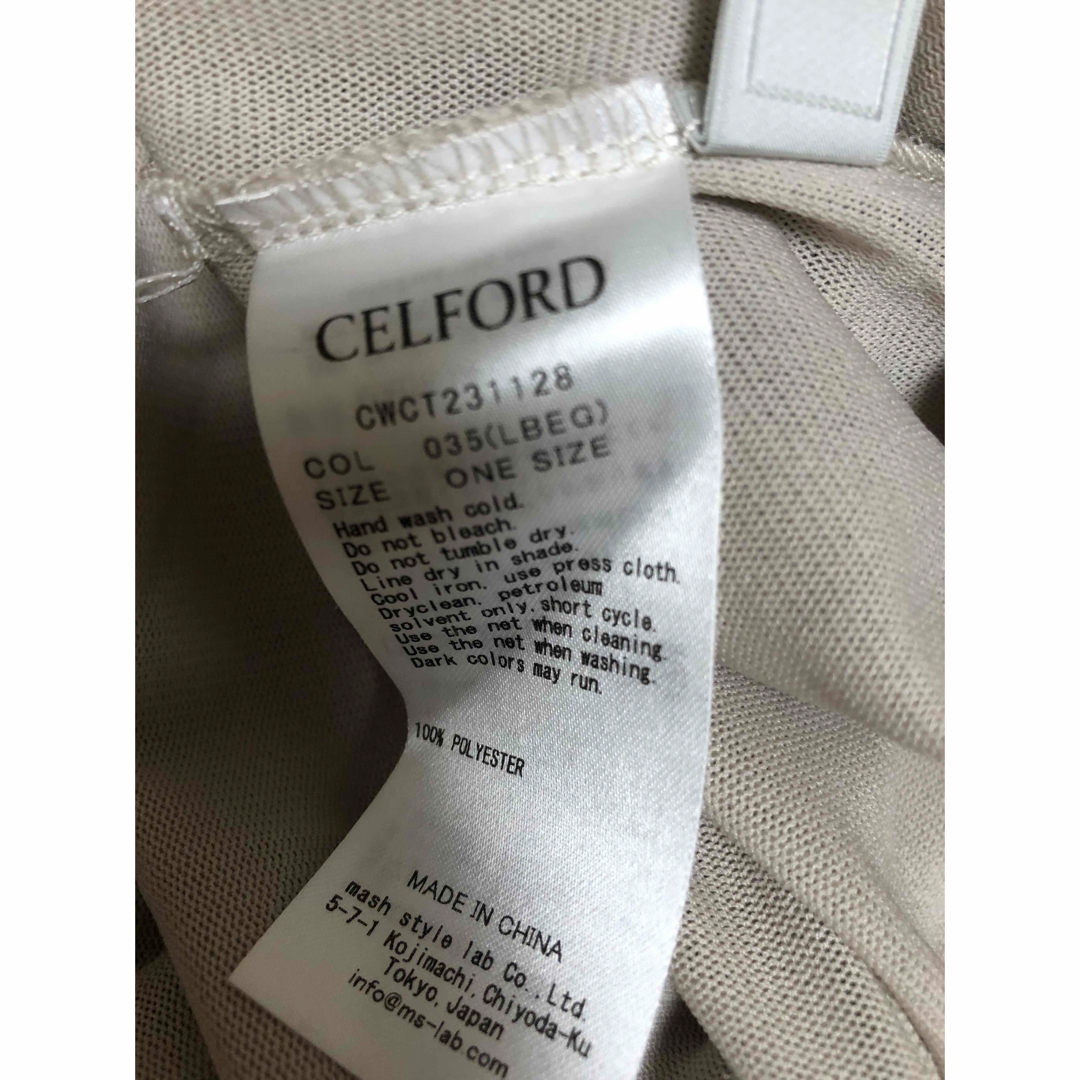 CELFORD
CWCT231128
COL 035(LBEG)
SIZE ONE SIZE
Hand wash cold.
Do not bleach.
Do not tumble dry.
Line dry in shade.
Cool iron. use press cloth.
Dryclean. petroleum
solvent only. short cycle.
Use the net when cleaning.
Use the net when washing.
Dark colors may run.
100% POLYESTER
MADE IN CHINA
mash style lab Co.,Ltd.
5-7-1 Kojimachi,Chiyoda-Ku
Tokyo,Japan
info@ms-lab.com